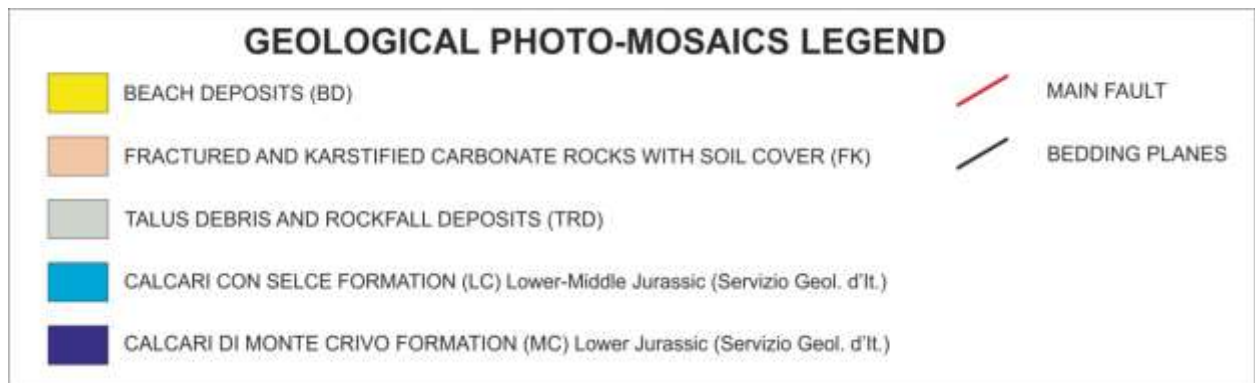 GEOLOGICAL PHOTO-MOSAICS LEGEND
BEACH DEPOSITS (BD)
MAIN FAULT
FRACTURED AND KARSTIFIED CARBONATE ROCKS WITH SOIL COVER (FK)
BEDDING PLANES
TALUS DEBRIS AND ROCKFALL DEPOSITS (TRD)
CALCARI CON SELCE FORMATION (LC) Lower-Middle Jurassic (Servizio Geol. d'It.)
CALCARI DI MONTE CRIVO FORMATION (MC) Lower Jurassic (Servizio Geol. d'It.)